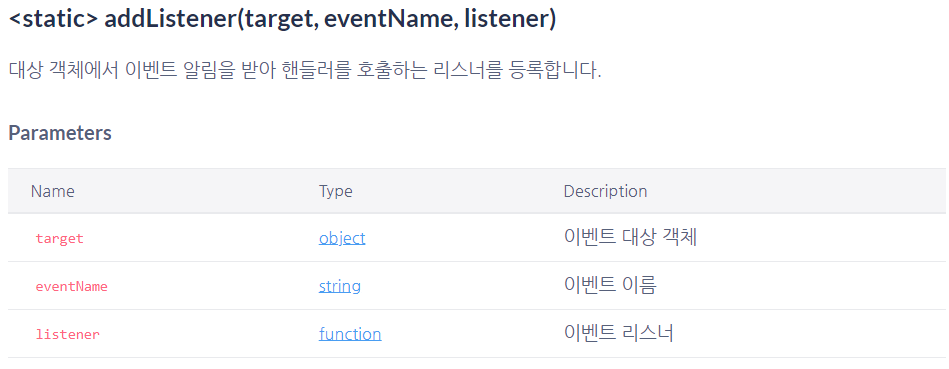 <static> addListener(target, eventName, listener)
대상 객체에서 이벤트 알림을 받아 핸들러를 호출하는 리스너를 등록합니다.
Parameters
Name Type Description
target object 이벤트 대상 객체
eventName string 이벤트 이름
listener function 이벤트 리스너